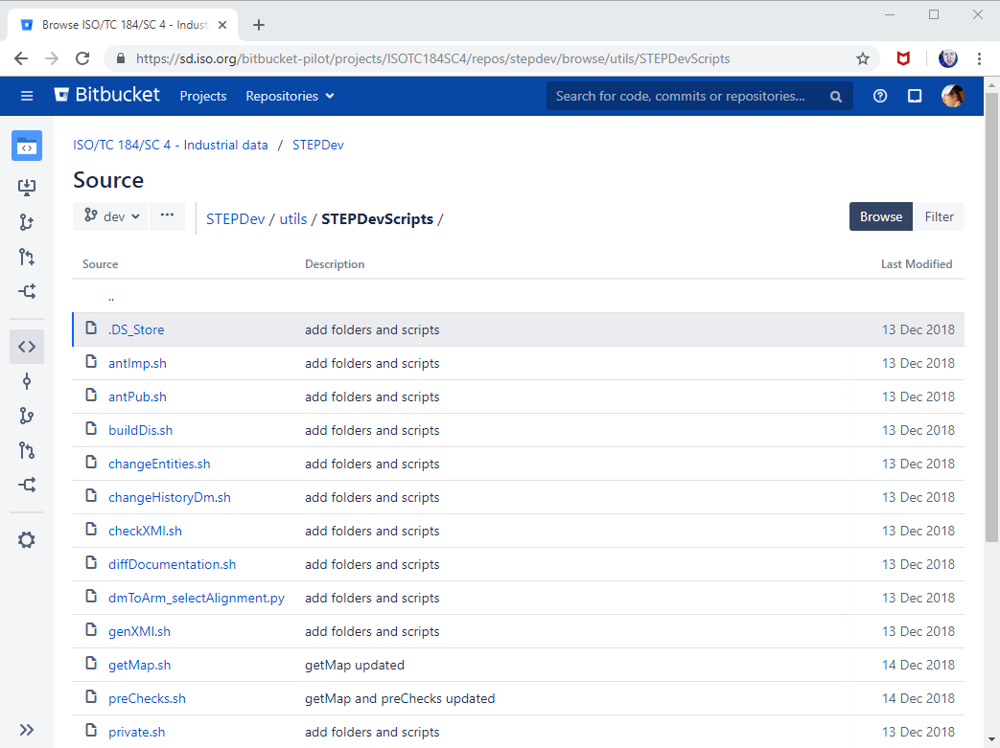 Browse ISO/TC 184/SC 4 - Indust
https://sd.iso.org/bitbucket-pilot/projects/ISOTC184SC4/repos/stepdev/browse/utils/STEPDevScripts
Bitbucket Projects Repositories Search for code, commits or repositories...
ISO/TC 184/SC 4 - Industrial data / STEPDev
Source
dev ... STEPDev / utils / STEPDevScripts / Browse Filter
Source Description Last Modified
..
.DS_Store add folders and scripts 13 Dec 2018
antImp.sh add folders and scripts 13 Dec 2018
antPub.sh add folders and scripts 13 Dec 2018
buildDis.sh add folders and scripts 13 Dec 2018
changeEntities.sh add folders and scripts 13 Dec 2018
changeHistoryDm.sh add folders and scripts 13 Dec 2018
checkXMI.sh add folders and scripts 13 Dec 2018
diffDocumentation.sh add folders and scripts 13 Dec 2018
dmToArm_selectAlignment.py add folders and scripts 13 Dec 2018
genXMI.sh add folders and scripts 13 Dec 2018
getMap.sh getMap updated 14 Dec 2018
preChecks.sh getMap and preChecks updated 14 Dec 2018
private.sh add folders and scripts 13 Dec 2018